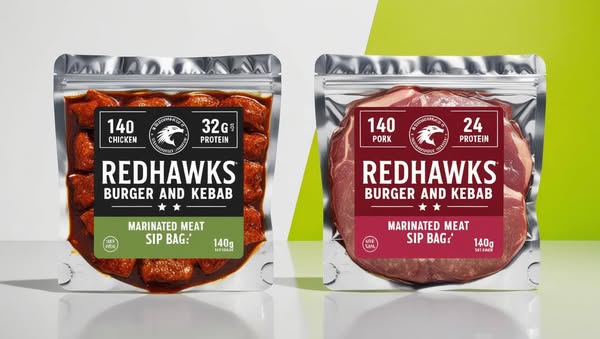 140
CHICKEN
32G
PROTEIN
REDHAWKS
BURGER AND KEBAB
MARINATED MEAT
SIP BAG
140g
140
PORK
24
PROTEIN
REDHAWKS
BURGER AND KEBAB
MARINATED MEAT
SIP BAG
140g